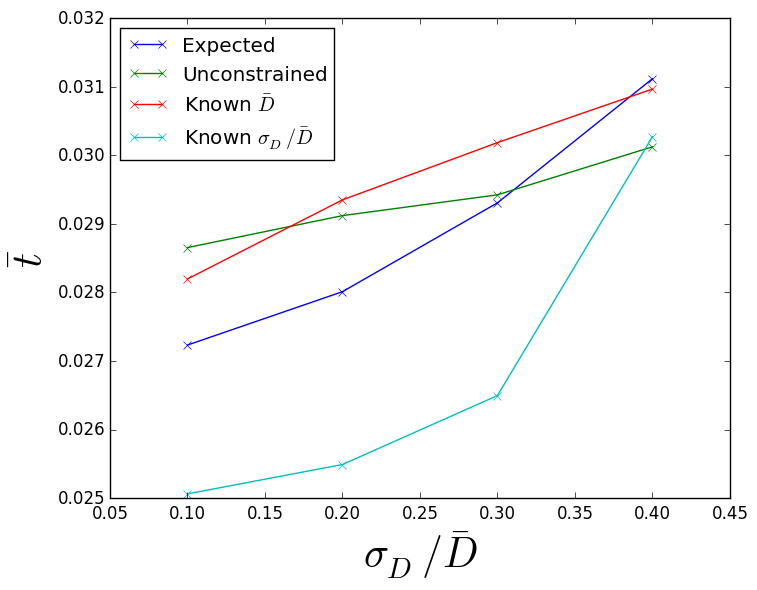 0.032
0.031
0.030
0.029
0.028
0.027
0.026
0.025
t̄
Expected
Unconstrained
Known D̄
Known σ_D/D̄
0.05 0.10 0.15 0.20 0.25 0.30 0.35 0.40 0.45
σ_D/D̄